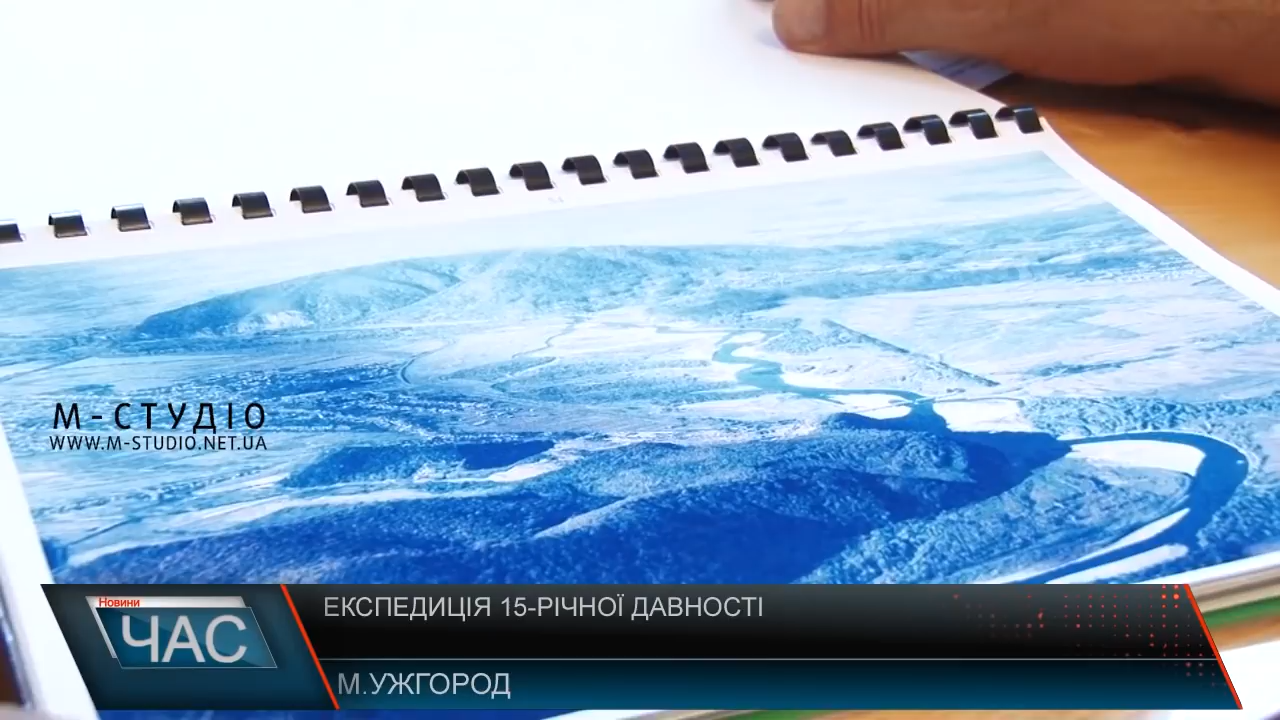 М-СТУДІО
WWW.M-STUDIO.NET.UA
Новини
ЧАС
ЕКСПЕДИЦІЯ 15-РІЧНОЇ ДАВНОСТІ
М.УЖГОРОД